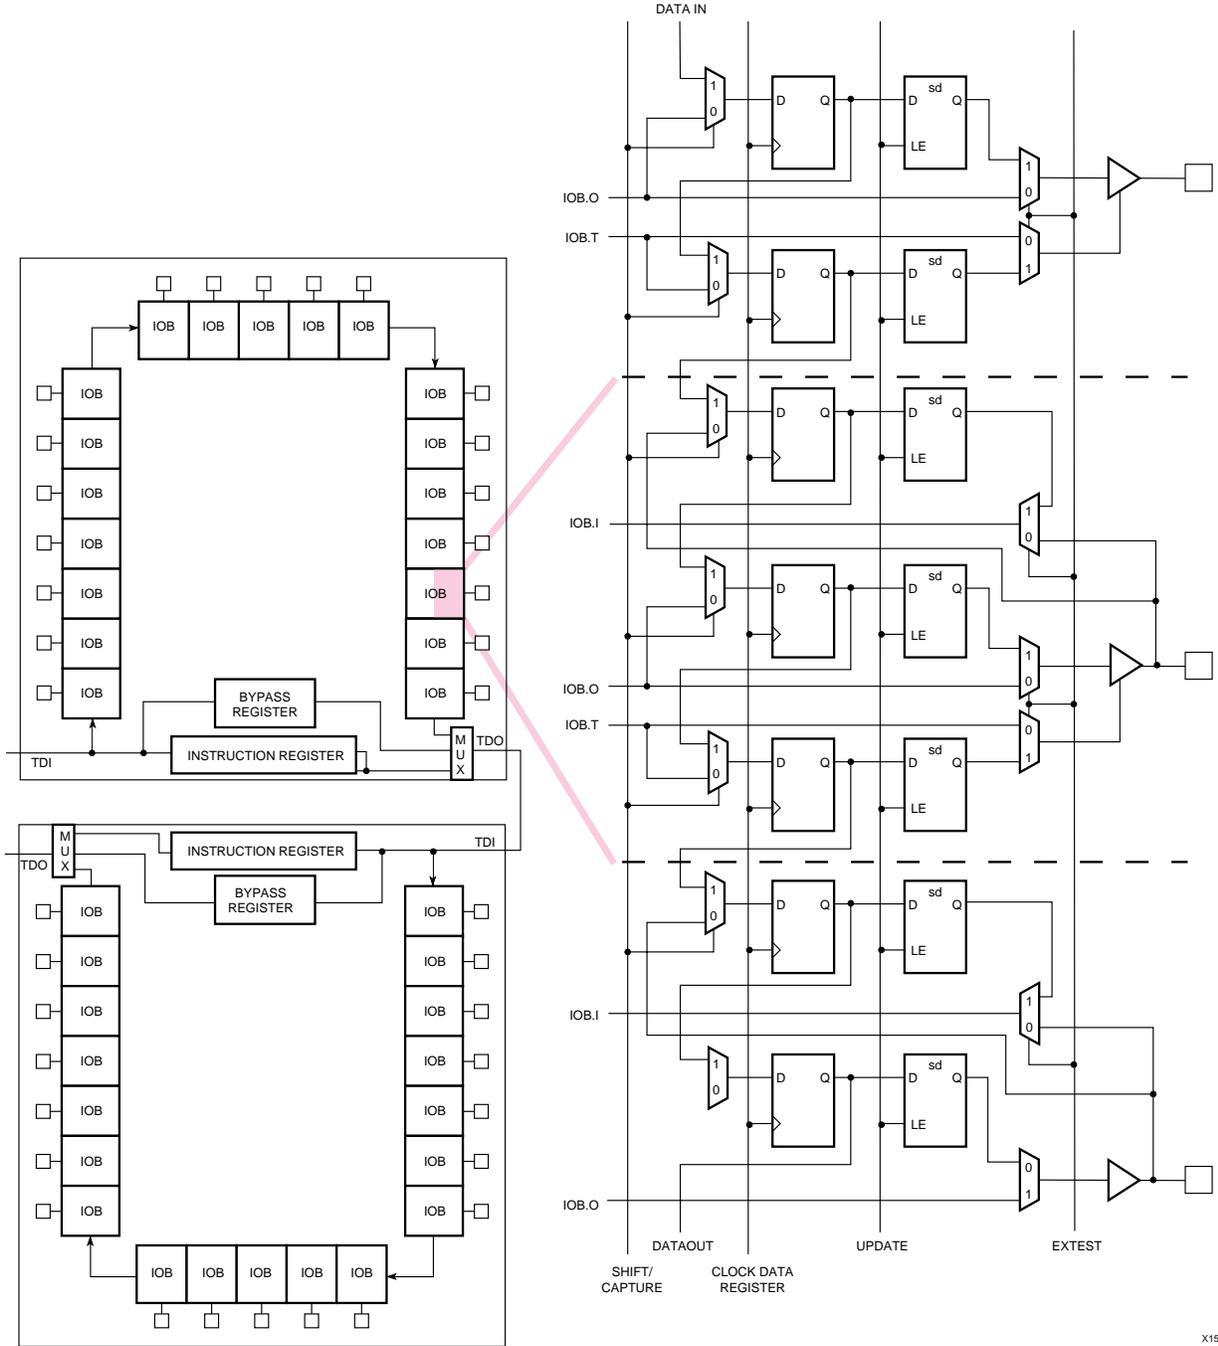 DATA IN
1
0
D
Q
D
sd
Q
LE
1
0
IOB.O
IOB.T
0
1
1
0
D
Q
D
sd
Q
LE
1
0
D
Q
D
sd
Q
LE
IOB.I
1
0
1
0
D
Q
D
sd
Q
LE
1
0
IOB.O
IOB.T
0
1
1
0
D
Q
D
sd
Q
LE
1
0
D
Q
D
sd
Q
LE
IOB.I
1
0
1
0
D
Q
D
sd
Q
LE
0
1
IOB.O
DATAOUT
UPDATE
EXTEST
SHIFT/
CAPTURE
CLOCK DATA
REGISTER
IOB IOB IOB IOB IOB
IOB
IOB
IOB
IOB
IOB
IOB
IOB
IOB
IOB
IOB
IOB
IOB
IOB
IOB
BYPASS
REGISTER
INSTRUCTION REGISTER
TDI
M
U
X
TDO
M
U
X
TDO
INSTRUCTION REGISTER
TDI
BYPASS
REGISTER
IOB
IOB
IOB
IOB
IOB
IOB
IOB
IOB
IOB
IOB
IOB
IOB
IOB
IOB
IOB IOB IOB IOB IOB
X15